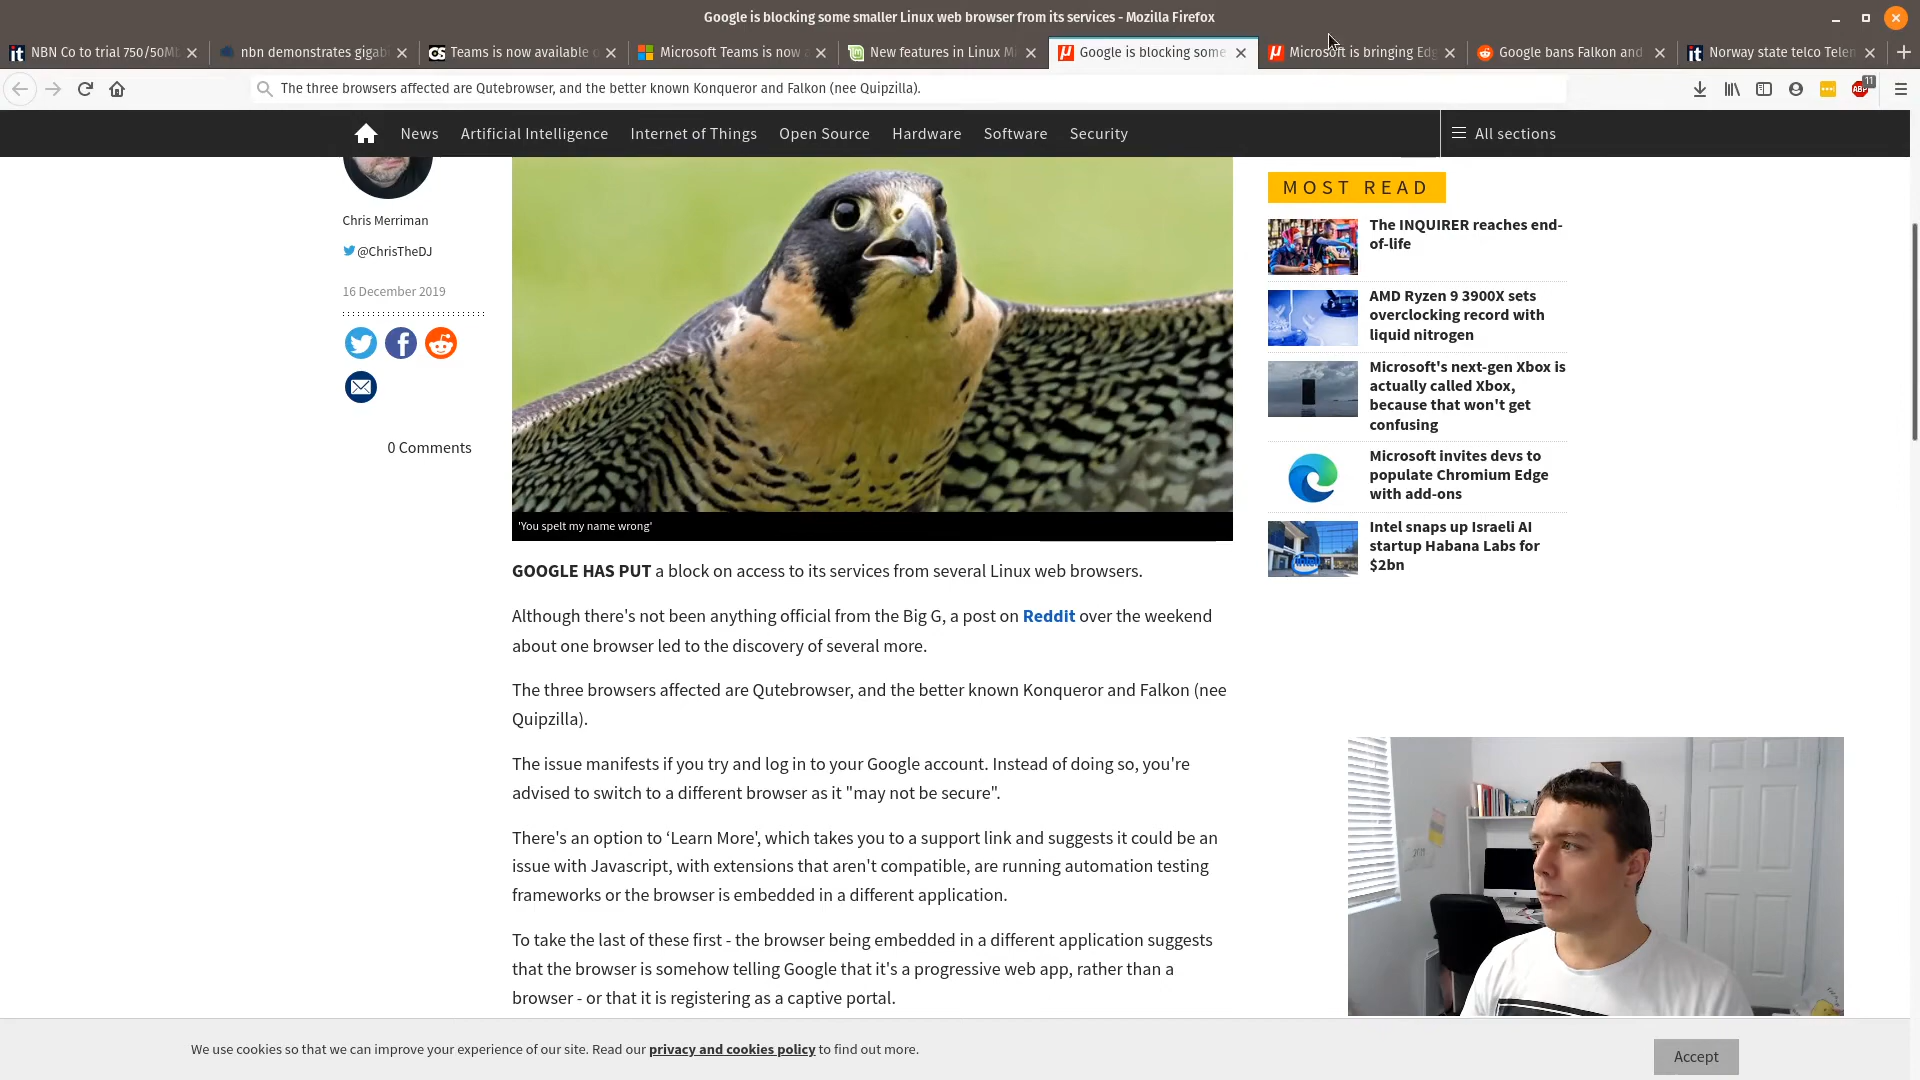 Google is blocking some smaller Linux web browser from its services - Mozilla Firefox
NBN Co to trial 750/50Mb
nbn demonstrates gigab
Teams is now available o
Microsoft Teams is now a
New features in Linux M
Google is blocking some
Microsoft is bringing Edg
Google bans Falkon and
Norway state telco Telen
The three browsers affected are Qutebrowser, and the better known Konqueror and Falkon (nee Quipzilla).
ABP
11
News
Artificial Intelligence
Internet of Things
Open Source
Hardware
Software
Security
All sections
Chris Merriman
@ChrisTheDJ
16 December 2019
0 Comments
'You spelt my name wrong'
GOOGLE HAS PUT a block on access to its services from several Linux web browsers.
Although there's not been anything official from the Big G, a post on Reddit over the weekend
about one browser led to the discovery of several more.
The three browsers affected are Qutebrowser, and the better known Konqueror and Falkon (nee
Quipzilla).
The issue manifests if you try and log in to your Google account. Instead of doing so, you're
advised to switch to a different browser as it "may not be secure".
There's an option to ‘Learn More', which takes you to a support link and suggests it could be an
issue with Javascript, with extensions that aren't compatible, are running automation testing
frameworks or the browser is embedded in a different application.
To take the last of these first - the browser being embedded in a different application suggests
that the browser is somehow telling Google that it's a progressive web app, rather than a
browser - or that it is registering as a captive portal.
MOST READ
The INQUIRER reaches end-
of-life
AMD Ryzen 9 3900X sets
overclocking record with
liquid nitrogen
Microsoft's next-gen Xbox is
actually called Xbox,
because that won't get
confusing
Microsoft invites devs to
populate Chromium Edge
with add-ons
Intel snaps up Israeli AI
startup Habana Labs for
$2bn
We use cookies so that we can improve your experience of our site. Read our privacy and cookies policy to find out more.
Accept